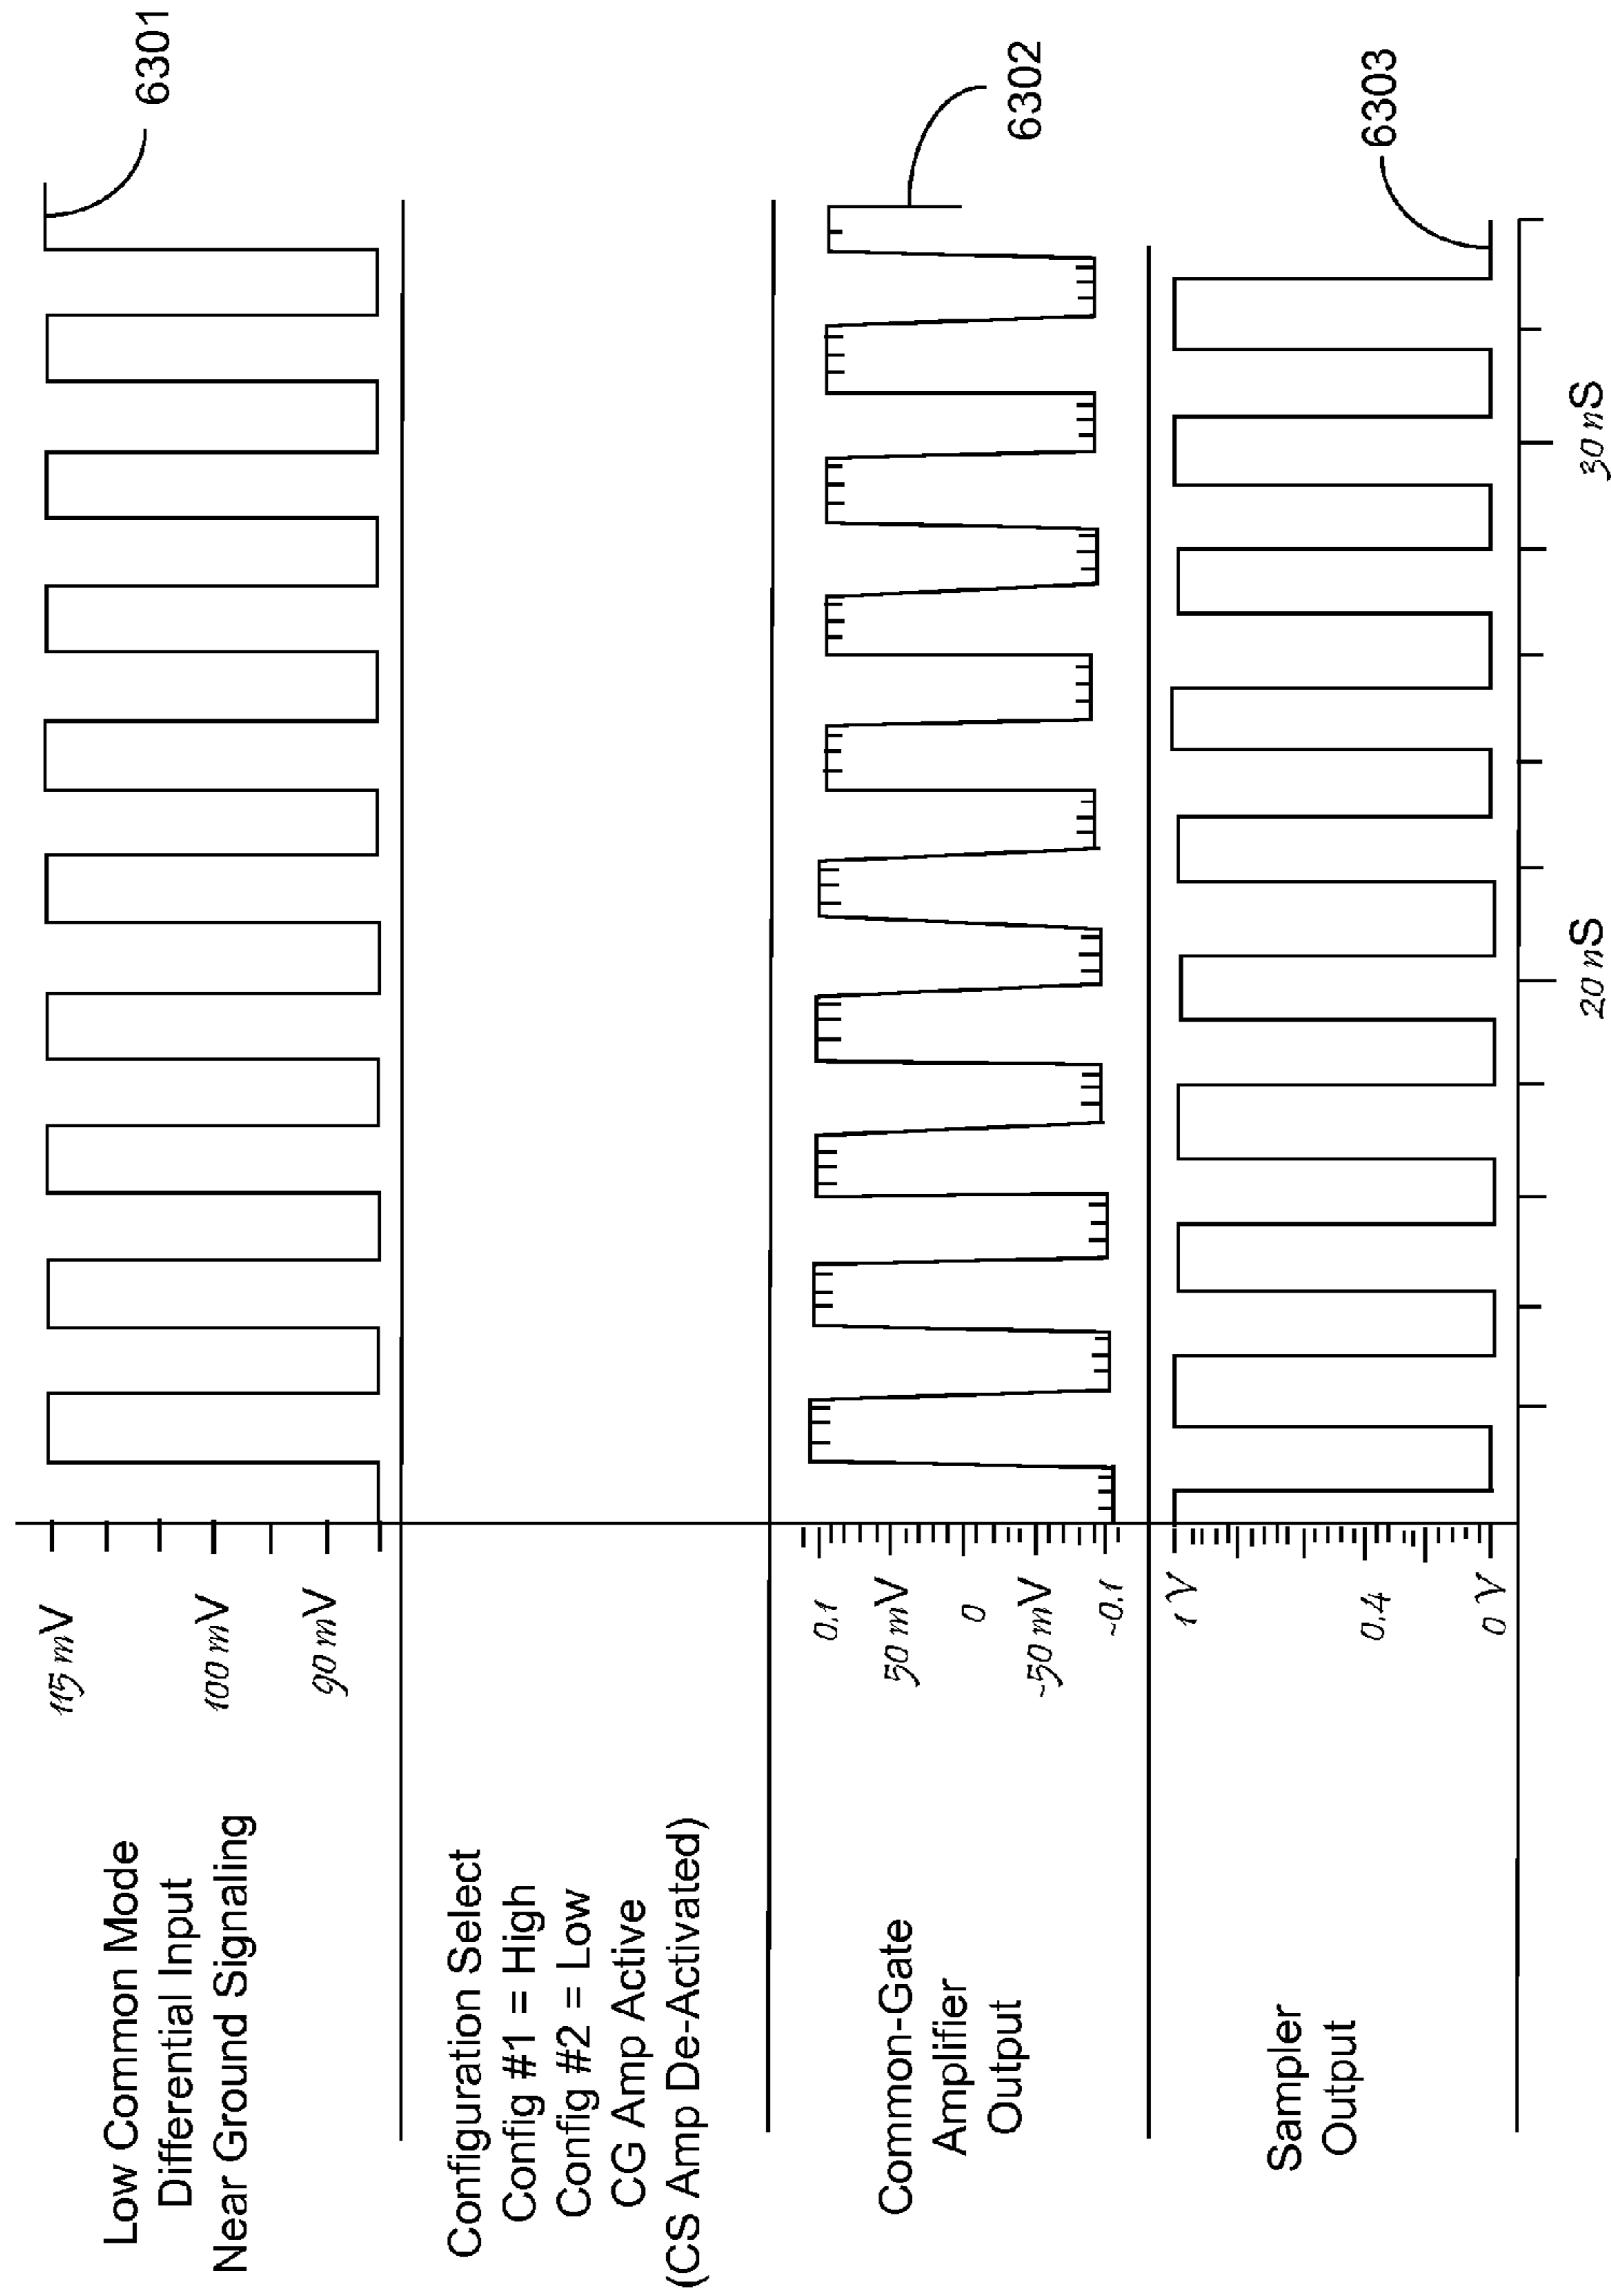 Low Common Mode
Differential Input
Near Ground Signaling
115 mV
100 mV
90 mV
6301
Configuration Select
Config #1 = High
Config #2 = Low
CG Amp Active
(CS Amp De-Activated)
Common-Gate
Amplifier
Output
0.1
50 mV
0
-50 mV
-0.1
6302
Sampler
Output
1 V
0.4
0 V
6303
20 nS
30 nS